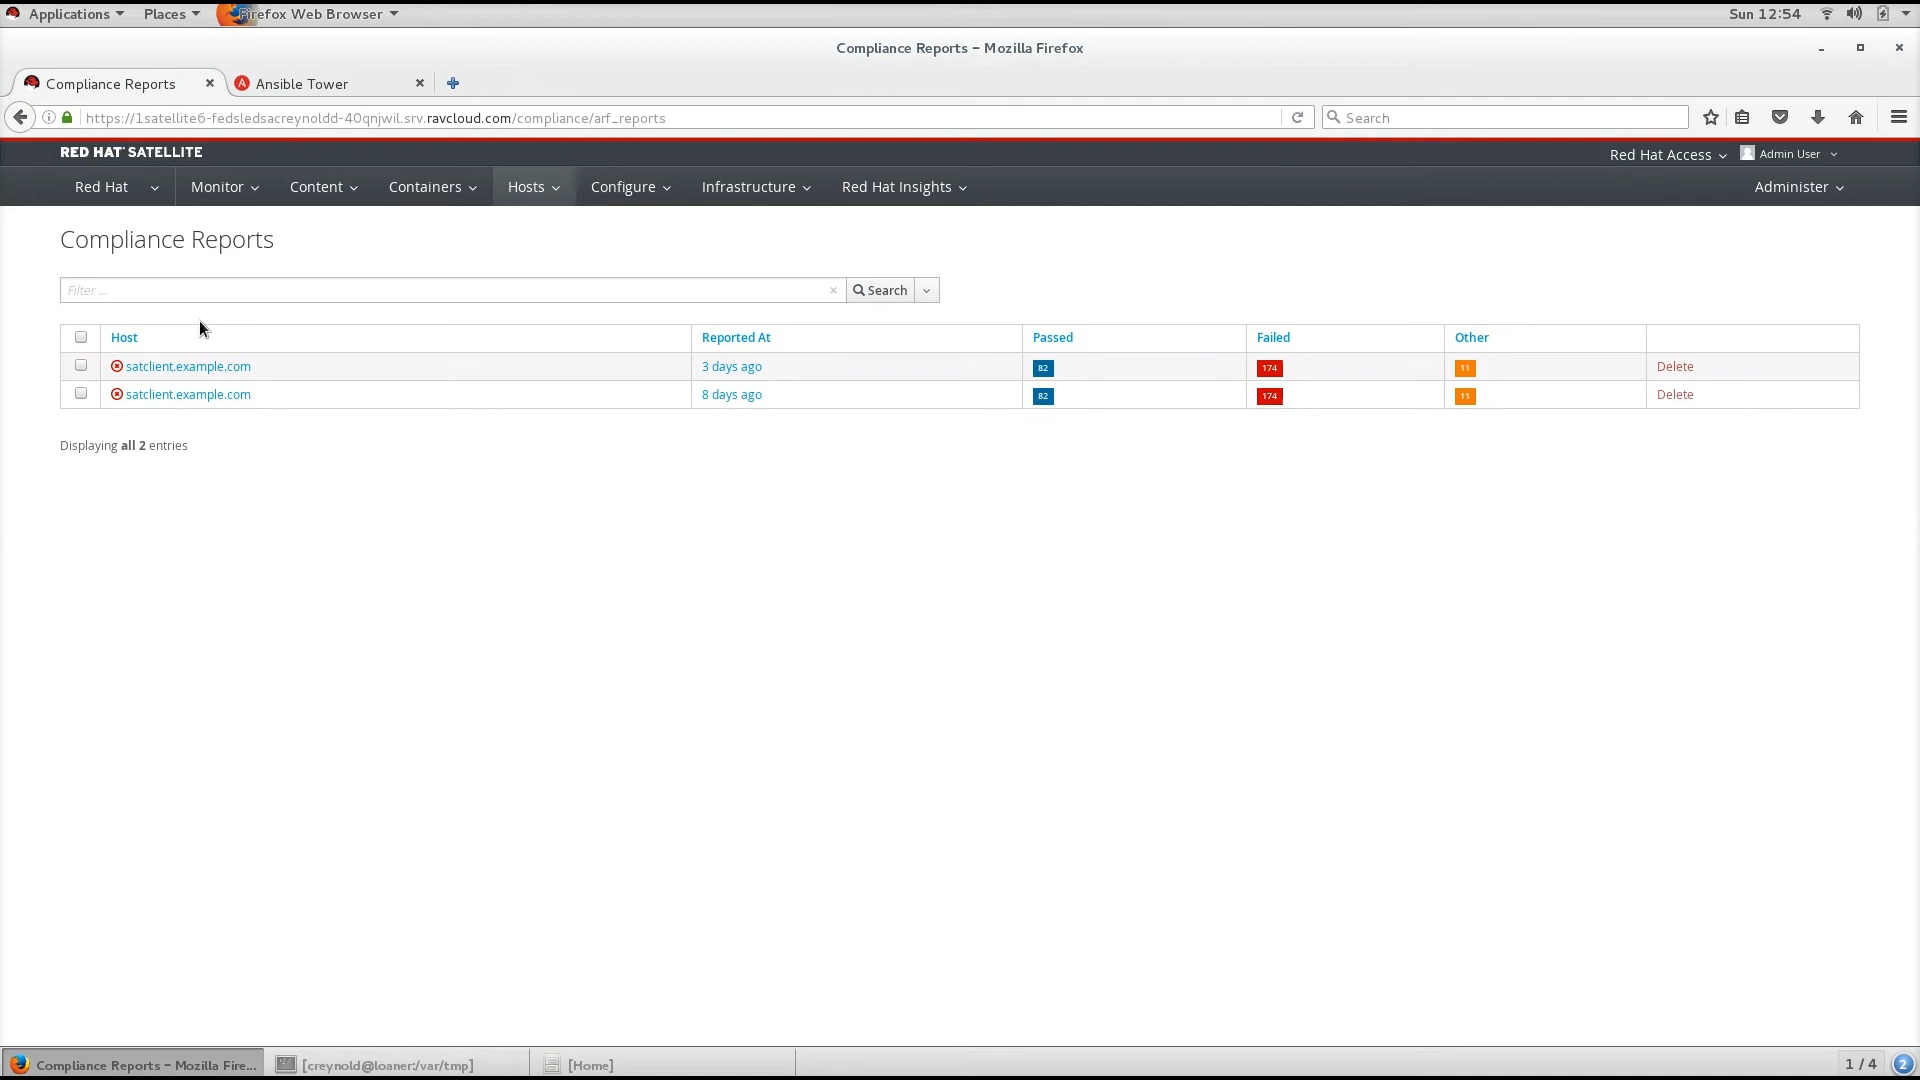 Applications Places Firefox Web Browser Sun 12:54
Compliance Reports - Mozilla Firefox
Compliance Reports Ansible Tower
https://1satellite6-fedsledsacreynoldd-40qnjwil.srv.ravcloud.com/compliance/arf_reports Search
RED HAT SATELLITE Red Hat Access Admin User
Red Hat Monitor Content Containers Hosts Configure Infrastructure Red Hat Insights Administer
Compliance Reports
Filter ... Search
Host Reported At Passed Failed Other
satclient.example.com 3 days ago 82 174 11 Delete
satclient.example.com 8 days ago 82 174 11 Delete
Displaying all 2 entries
Compliance Reports - Mozilla Fire... [creynold@loaner:/var/tmp] [Home] 1 / 4 2